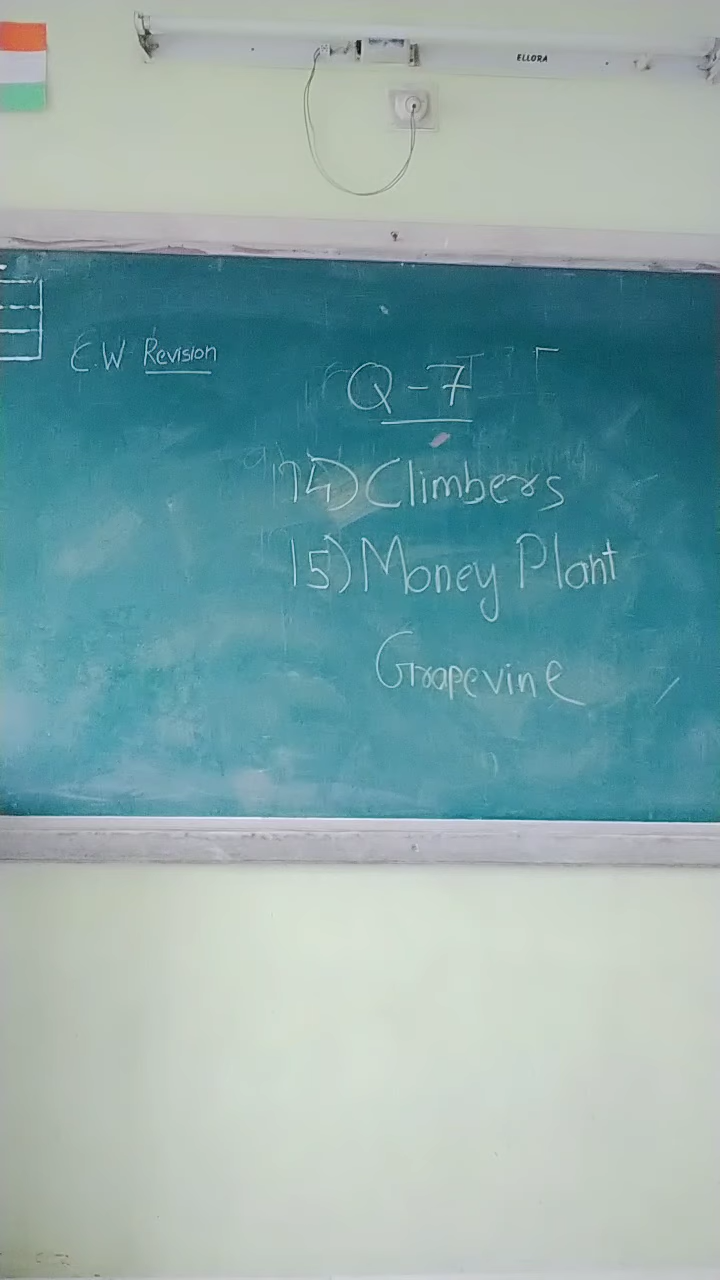 ELLORA
C.W Revision
Q-7
14) Climbers
15) Money Plant
Grapevine